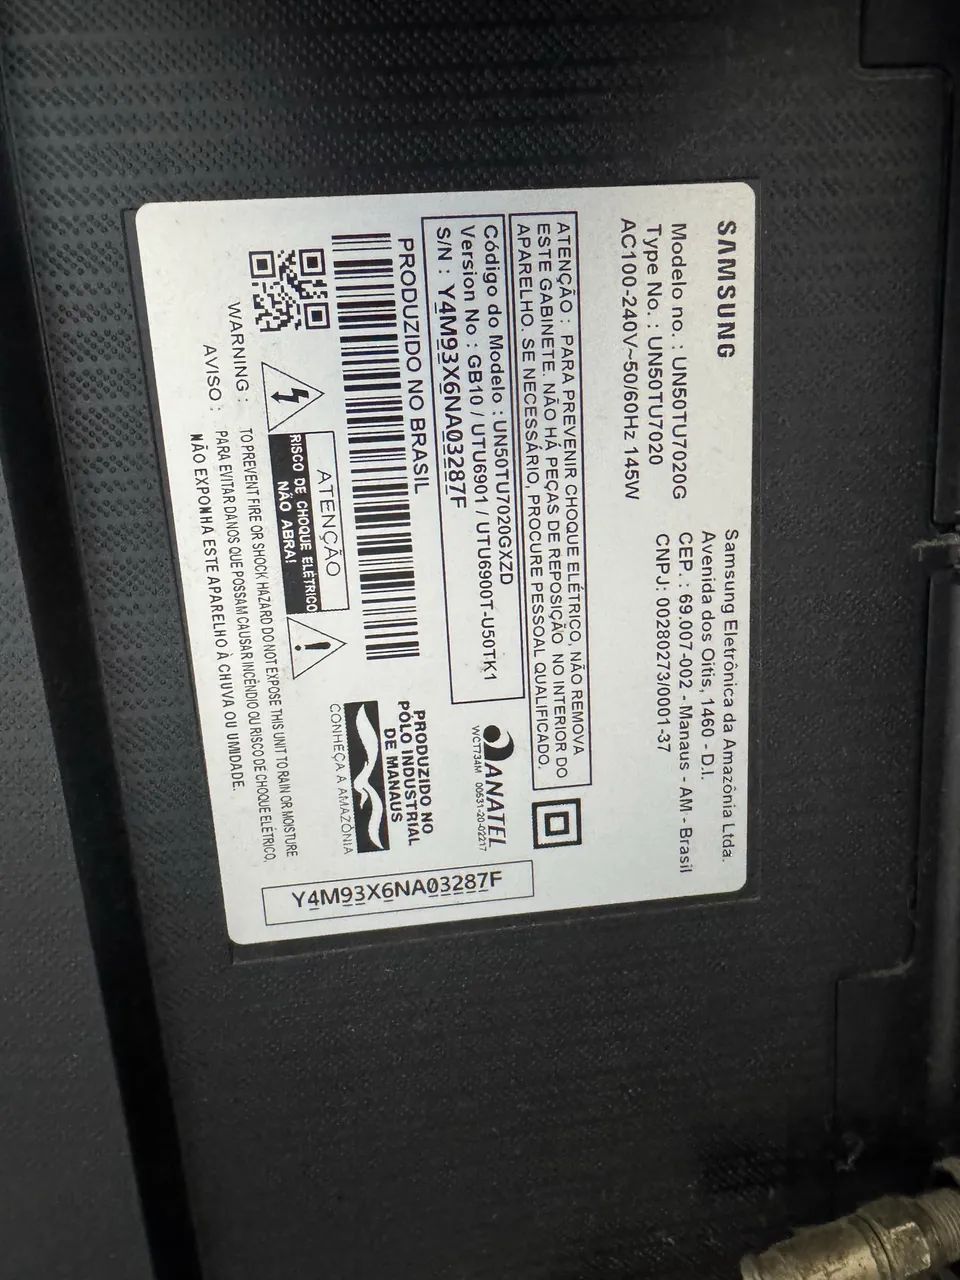 SAMSUNG
Modelo no. : UN50TU7020G
Type No. : UN50TU7020
AC100-240V~50/60Hz 145W
Samsung Eletrônica da Amazônia Ltda.
Avenida dos Oitis, 1460 - D.I.
CEP. : 69.007-002 - Manaus - AM - Brasil
CNPJ: 00280273/0001-37
ATENÇÃO : PARA PREVENIR CHOQUE ELÉTRICO, NÃO REMOVA
ESTE GABINETE. NÃO HÁ PEÇAS DE REPOSIÇÃO NO INTERIOR DO
APARELHO. SE NECESSÁRIO, PROCURE PESSOAL QUALIFICADO.
Código do Modelo : UN50TU7020GXZD
Version No : GB10 / UTU6901 / UTU6900T-U50TK1
S/N : Y4M93X6NA03287F
ANATEL
WCT734M 00631-20-02217
PRODUZIDO NO BRASIL
PRODUZIDO NO
PÓLO INDUSTRIAL
DE MANAUS
CONHEÇA A AMAZÔNIA
ATENÇÃO
RISCO DE CHOQUE ELÉTRICO
NÃO ABRA!
WARNING : TO PREVENT FIRE OR SHOCK HAZARD DO NOT EXPOSE THIS UNIT TO RAIN OR MOISTURE
AVISO : PARA EVITAR DANOS QUE POSSAM CAUSAR INCÊNDIO OU RISCO DE CHOQUE ELÉTRICO,
NÃO EXPONHA ESTE APARELHO À CHUVA OU UMIDADE.
Y4M93X6NA03287F